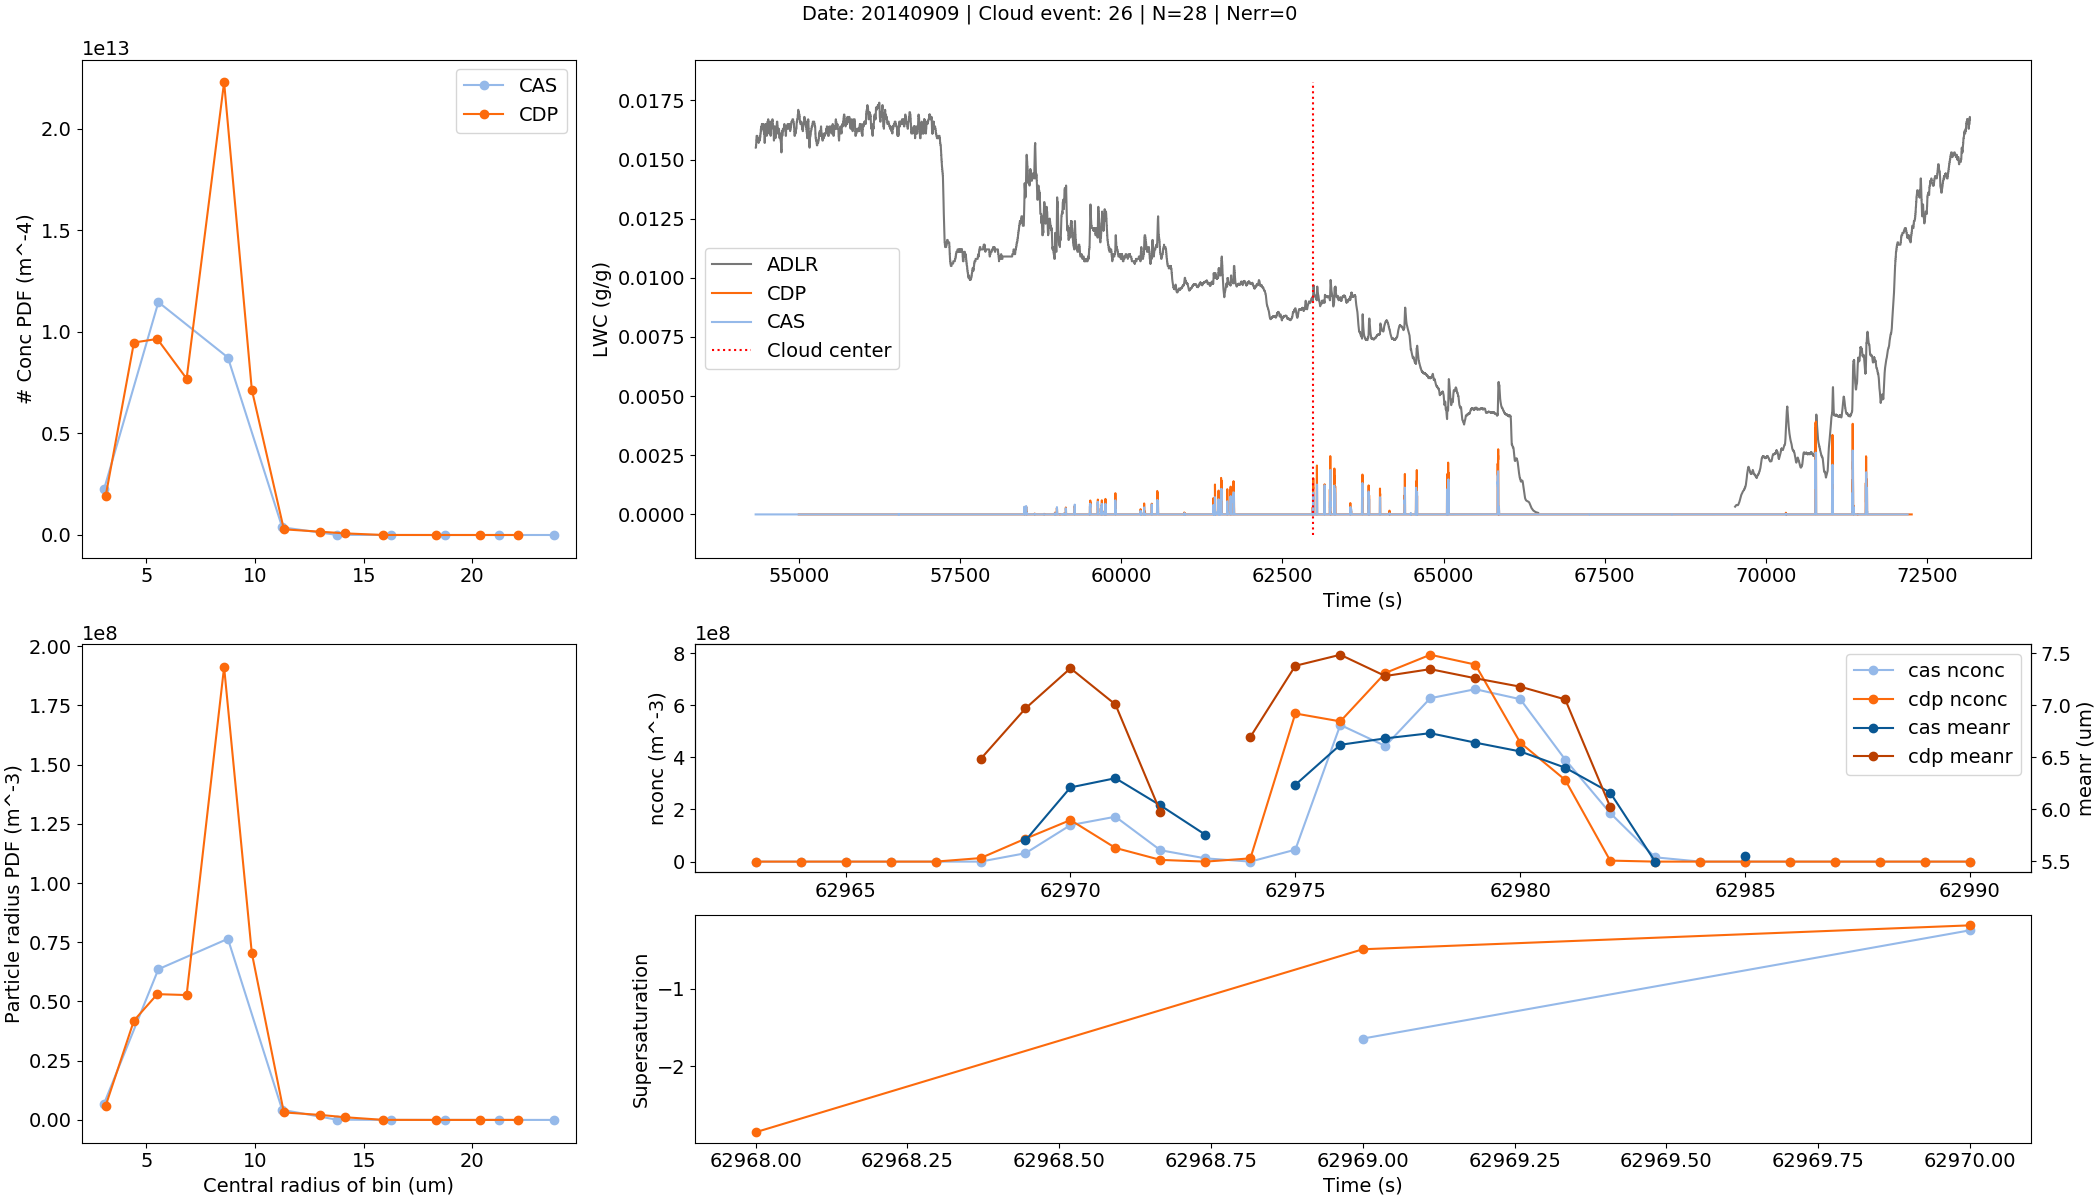 Date: 20140909 | Cloud event: 26 | N=28 | Nerr=0
1e13
# Conc PDF (m^-4)
2.0
1.5
1.0
0.5
0.0
5 10 15 20
CAS
CDP
LWC (g/g)
0.0175
0.0150
0.0125
0.0100
0.0075
0.0050
0.0025
0.0000
ADLR
CDP
CAS
Cloud center
55000 57500 60000 62500 65000 67500 70000 72500
Time (s)
1e8
Particle radius PDF (m^-3)
2.00
1.75
1.50
1.25
1.00
0.75
0.50
0.25
0.00
5 10 15 20
Central radius of bin (um)
1e8
nconc (m^-3)
8
6
4
2
0
62965 62970 62975 62980 62985 62990
cas nconc
cdp nconc
cas meanr
cdp meanr
7.5
7.0
6.5
6.0
5.5
meanr (um)
Supersaturation
−1
−2
62968.00 62968.25 62968.50 62968.75 62969.00 62969.25 62969.50 62969.75 62970.00
Time (s)